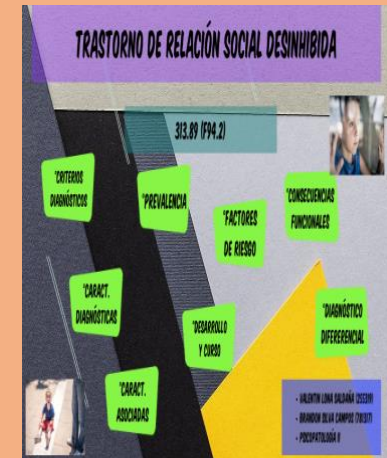 TRASTORNO DE RELACIÓN SOCIAL DESINHIBIDA
313.89 (F94.2)
*CRITERIOS
DIAGNÓSTICOS
*PREVALENCIA
*FACTORES
DE RIESGO
*CONSECUENCIAS
FUNCIONALES
*CARACT.
DIAGNÓSTICAS
*DESARROLLO
Y CURSO
*DIAGNÓSTICO
DIFERENCIAL
*CARACT.
ASOCIADAS
- VALENTIN LUNA SALDAÑA
- BRANDON SILVA CAMPOS
- PSICOPATOLOGÍA II